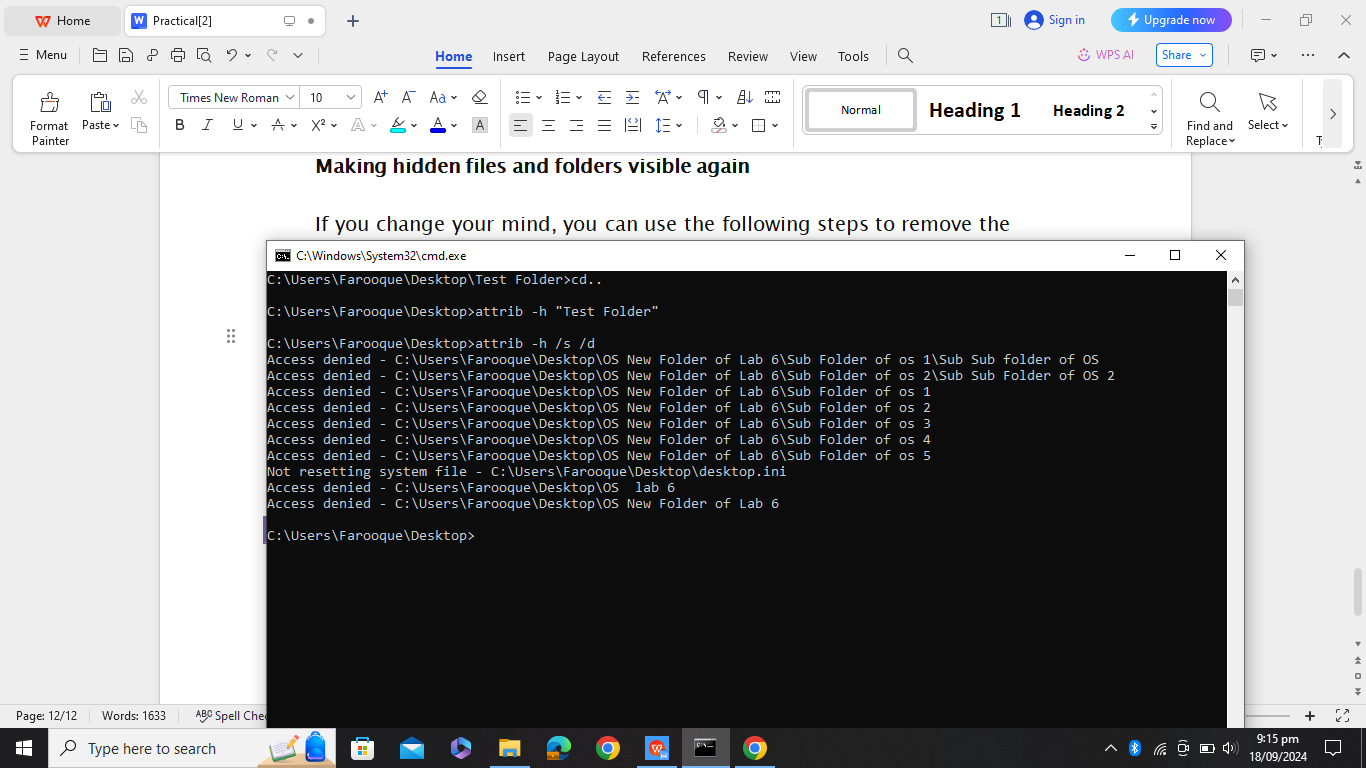 Home
Practical[2]
1
Sign in
Upgrade now
Menu
Home
Insert
Page Layout
References
Review
View
Tools
WPS AI
Share
Format
Painter
Paste
Times New Roman
10
Normal
Heading 1
Heading 2
Find and
Replace
Select
Making hidden files and folders visible again
If you change your mind, you can use the following steps to remove the
C:\Windows\System32\cmd.exe
C:\Users\Farooque\Desktop\Test Folder>cd..
C:\Users\Farooque\Desktop>attrib -h "Test Folder"
C:\Users\Farooque\Desktop>attrib -h /s /d
Access denied - C:\Users\Farooque\Desktop\OS New Folder of Lab 6\Sub Folder of os 1\Sub Sub folder of OS
Access denied - C:\Users\Farooque\Desktop\OS New Folder of Lab 6\Sub Folder of os 2\Sub Sub Folder of OS 2
Access denied - C:\Users\Farooque\Desktop\OS New Folder of Lab 6\Sub Folder of os 1
Access denied - C:\Users\Farooque\Desktop\OS New Folder of Lab 6\Sub Folder of os 2
Access denied - C:\Users\Farooque\Desktop\OS New Folder of Lab 6\Sub Folder of os 3
Access denied - C:\Users\Farooque\Desktop\OS New Folder of Lab 6\Sub Folder of os 4
Access denied - C:\Users\Farooque\Desktop\OS New Folder of Lab 6\Sub Folder of os 5
Not resetting system file - C:\Users\Farooque\Desktop\desktop.ini
Access denied - C:\Users\Farooque\Desktop\OS  lab 6
Access denied - C:\Users\Farooque\Desktop\OS New Folder of Lab 6
C:\Users\Farooque\Desktop>
Page: 12/12
Words: 1633
Spell Chec
Type here to search
9:15 pm
18/09/2024